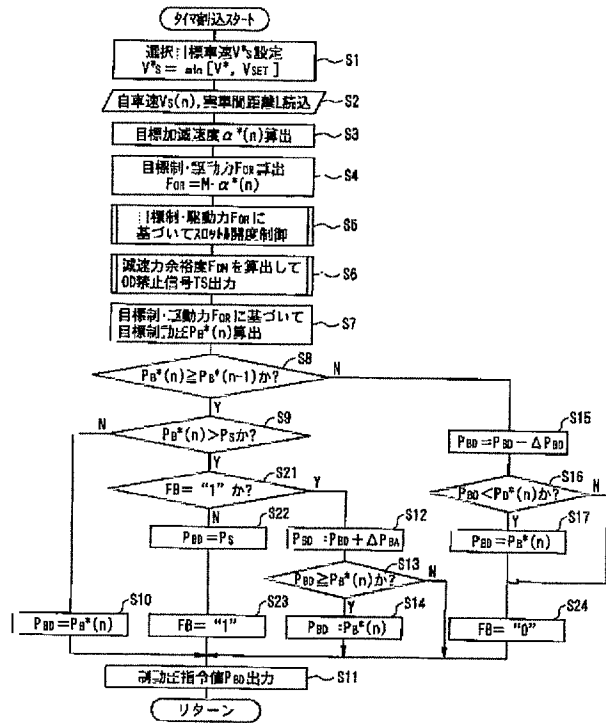 タイマ割込スタート
選択目標車速V*s設定
V*s = min [V*, VSET]
S1
自車速Vs(n), 実車間距離L読込
S2
目標加減速度α*(n)算出
S3
目標制・駆動力FOR算出
FOR=M・α*(n)
S4
目標制・駆動力FORに
基づいてスロットル開度制御
S5
減速力余裕度FDMを算出して
OD禁止信号TS出力
S6
目標制・駆動力FORに基づいて
目標制動圧PB*(n)算出
S7
PB*(n)≧PB*(n-1)か?
S8
N
Y
S9
N
PB*(n)>PSか?
Y
S21
FB= "1" か?
Y
N
S22
PBD=PS
S12
PBD=PBD+ΔPBA
S13
PBD≧PB*(n)か?
N
Y
S15
PBD=PBD-ΔPBD
S16
PBD<PB*(n)か?
N
Y
S17
PBD=PB*(n)
S10
PBD=PB*(n)
S23
FB= "1"
S14
PBD=PB*(n)
S24
FB= "0"
S11
制動圧指令値PBD出力
リターン